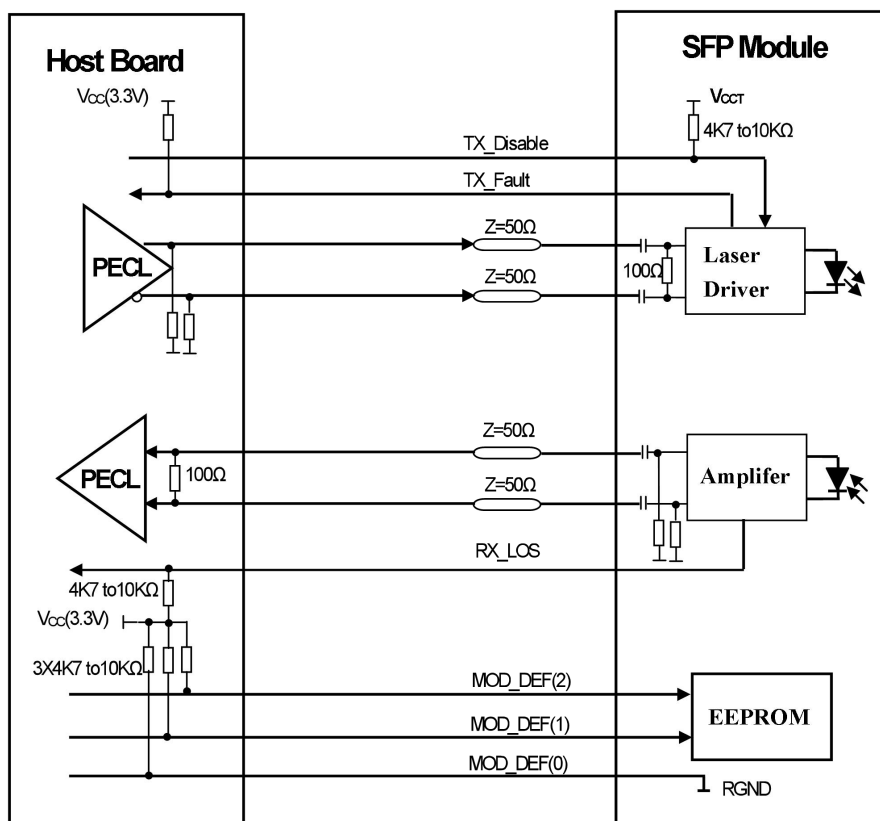 Host Board
SFP Module
VCC(3.3V)
VCCT
4K7 to10KΩ
TX_Disable
TX_Fault
PECL
Z=50Ω
Z=50Ω
100Ω
Laser
Driver
PECL
100Ω
Z=50Ω
Z=50Ω
Amplifer
RX_LOS
4K7 to10KΩ
VCC(3.3V)
3X4K7 to10KΩ
MOD_DEF(2)
MOD_DEF(1)
MOD_DEF(0)
EEPROM
RGND